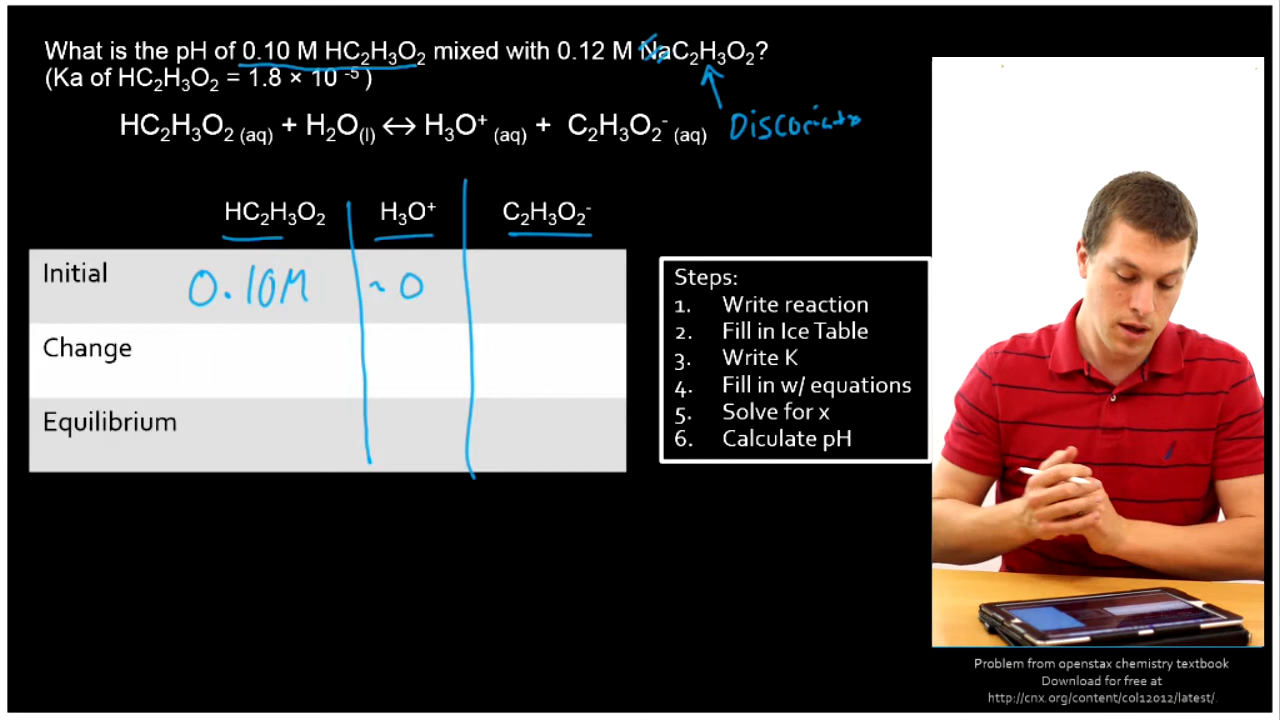 What is the pH of 0.10 M HC₂H₃O₂ mixed with 0.12 M NaC₂H₃O₂?
(Ka of HC₂H₃O₂ = 1.8 × 10⁻⁵)
HC₂H₃O₂ (aq) + H₂O(l) ↔ H₃O⁺ (aq) + C₂H₃O₂⁻ (aq)
HC₂H₃O₂ H₃O⁺ C₂H₃O₂⁻
Initial 0.10M ~0
Change
Equilibrium
Steps:
1. Write reaction
2. Fill in Ice Table
3. Write K
4. Fill in w/ equations
5. Solve for x
6. Calculate pH
Problem from openstax chemistry textbook
Download for free at
http://cnx.org/content/col12012/latest/.